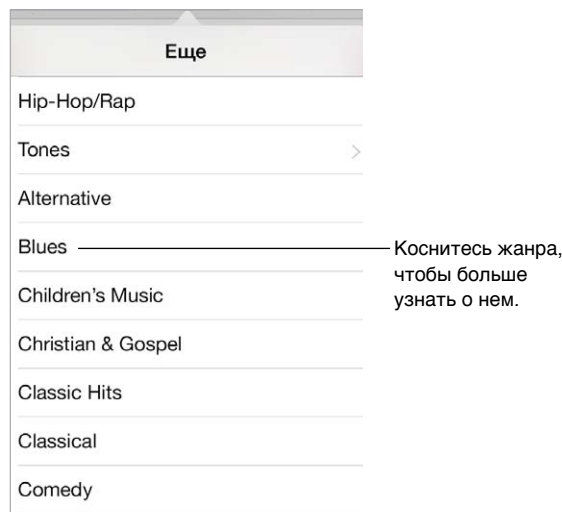 Еще
Hip-Hop/Rap
Tones
Alternative
Blues
Коснитесь жанра,
чтобы больше
узнать о нем.
Children's Music
Christian & Gospel
Classic Hits
Classical
Comedy